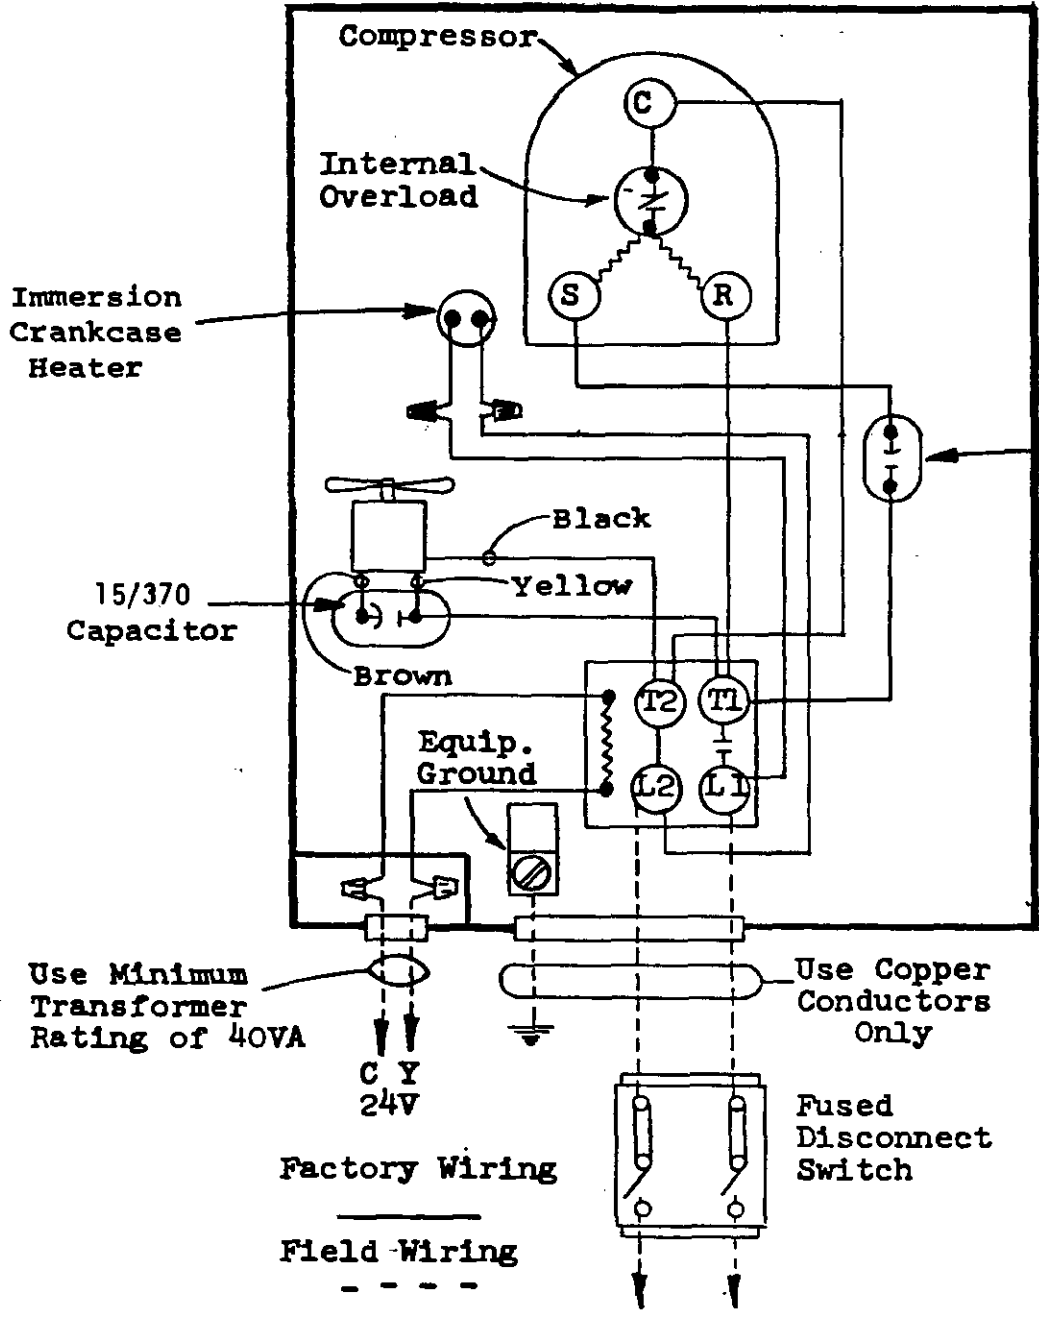 Compressor
C
Internal
Overload
S
R
Immersion
Crankcase
Heater
Black
15/370
Capacitor
Yellow
Brown
T2
T1
Equip.
Ground
L2
L1
Use Minimum
Transformer
Rating of 40VA
Use Copper
Conductors
Only
C Y
24V
Fused
Disconnect
Switch
Factory Wiring
Field Wiring